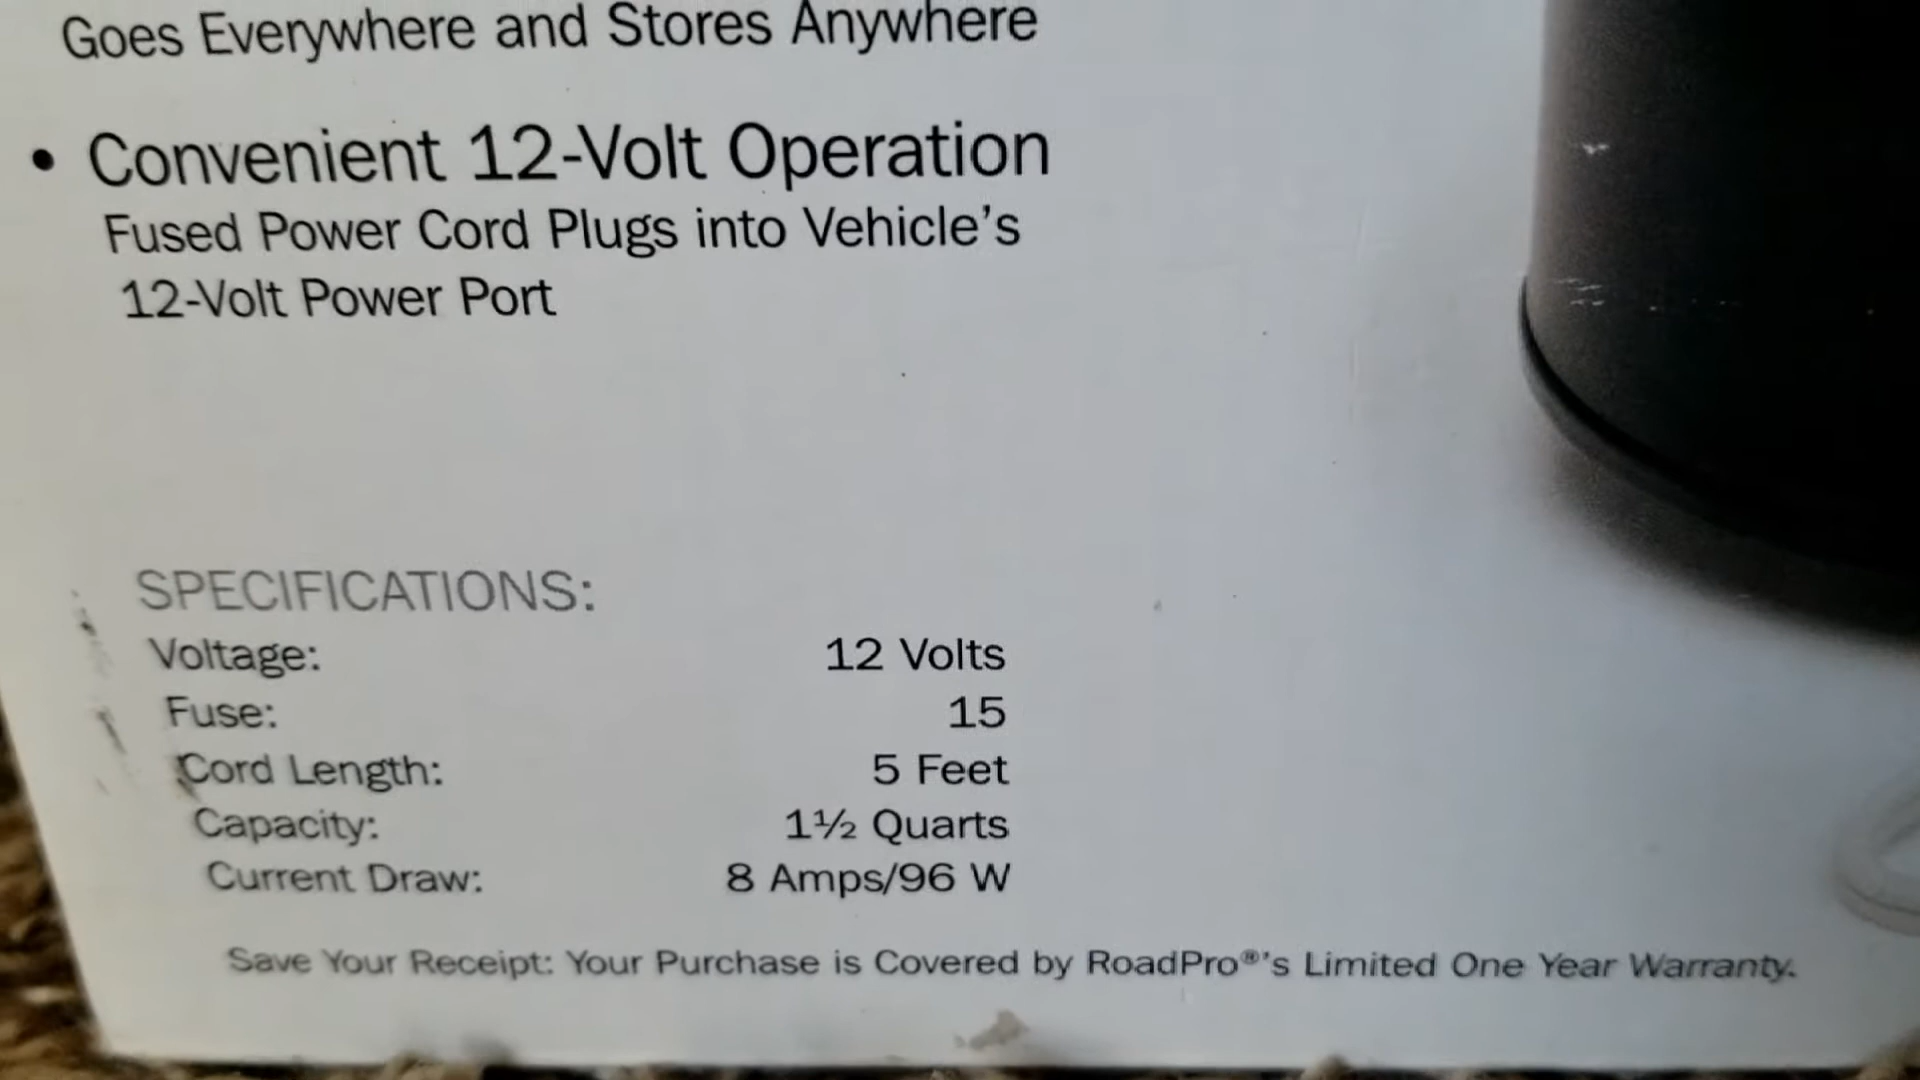 Goes Everywhere and Stores Anywhere
• Convenient 12-Volt Operation
Fused Power Cord Plugs into Vehicle's
12-Volt Power Port
SPECIFICATIONS:
Voltage: 12 Volts
Fuse: 15
Cord Length: 5 Feet
Capacity: 1½ Quarts
Current Draw: 8 Amps/96 W
Save Your Receipt: Your Purchase is Covered by RoadPro®'s Limited One Year Warranty.